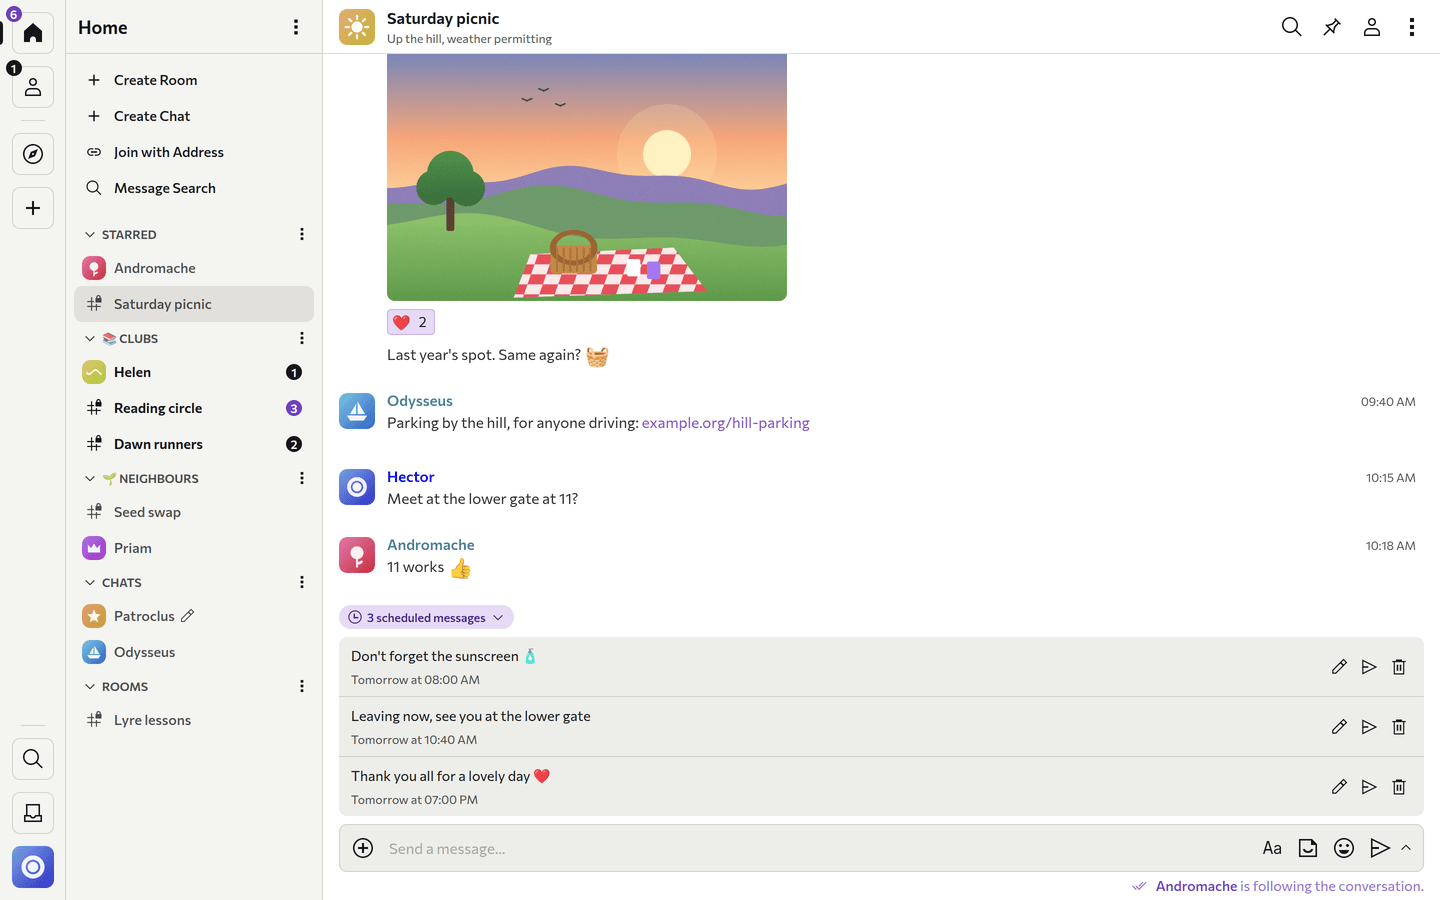 6
1
Home
Create Room
Create Chat
Join with Address
Message Search
STARRED
Andromache
Saturday picnic
📚 CLUBS
Helen 1
Reading circle 3
Dawn runners 2
🌱 NEIGHBOURS
Seed swap
Priam
CHATS
Patroclus
Odysseus
ROOMS
Lyre lessons
Saturday picnic
Up the hill, weather permitting
❤️ 2
Last year's spot. Same again? 🧺
Odysseus 09:40 AM
Parking by the hill, for anyone driving: example.org/hill-parking
Hector 10:15 AM
Meet at the lower gate at 11?
Andromache 10:18 AM
11 works 👍
3 scheduled messages
Don't forget the sunscreen 🧴
Tomorrow at 08:00 AM
Leaving now, see you at the lower gate
Tomorrow at 10:40 AM
Thank you all for a lovely day ❤️
Tomorrow at 07:00 PM
Send a message...
Aa
Andromache is following the conversation.